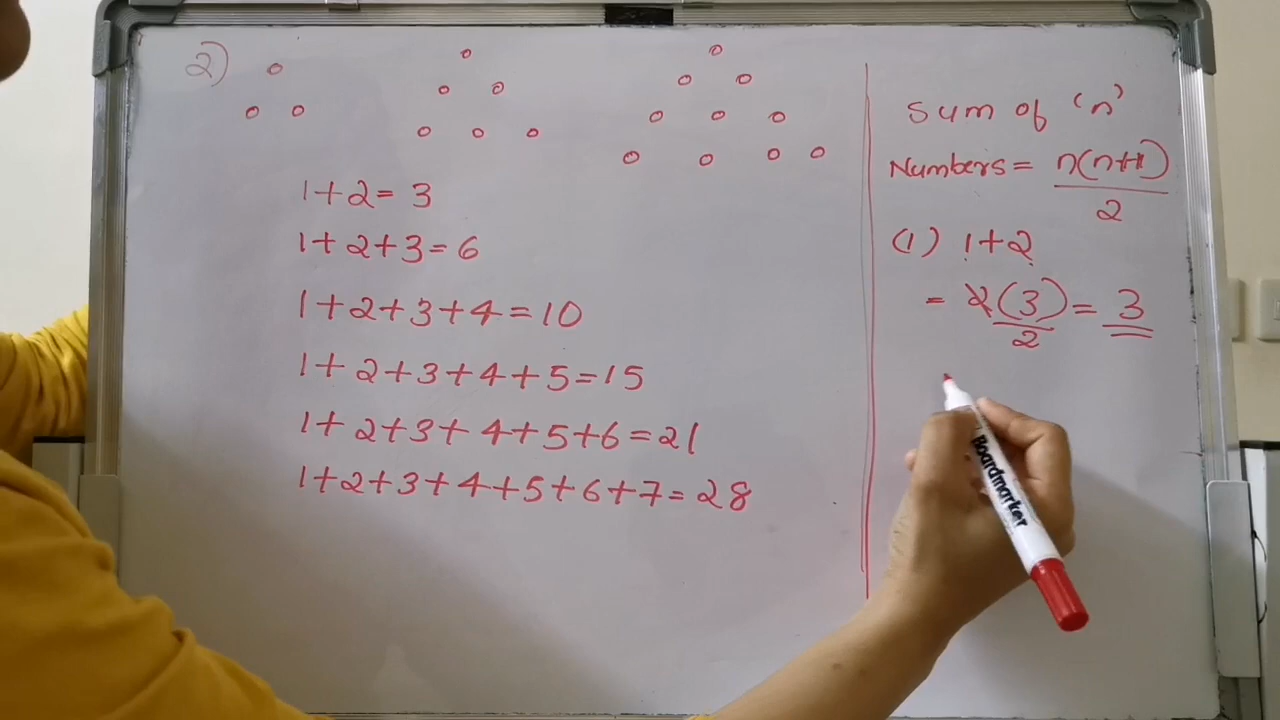 2)
1+2=3
1+2+3=6
1+2+3+4=10
1+2+3+4+5=15
1+2+3+4+5+6=21
1+2+3+4+5+6+7=28
Sum of 'n'
Numbers = n(n+1)
2
(1) 1+2
= 2(3) = 3
2
Boardmarker